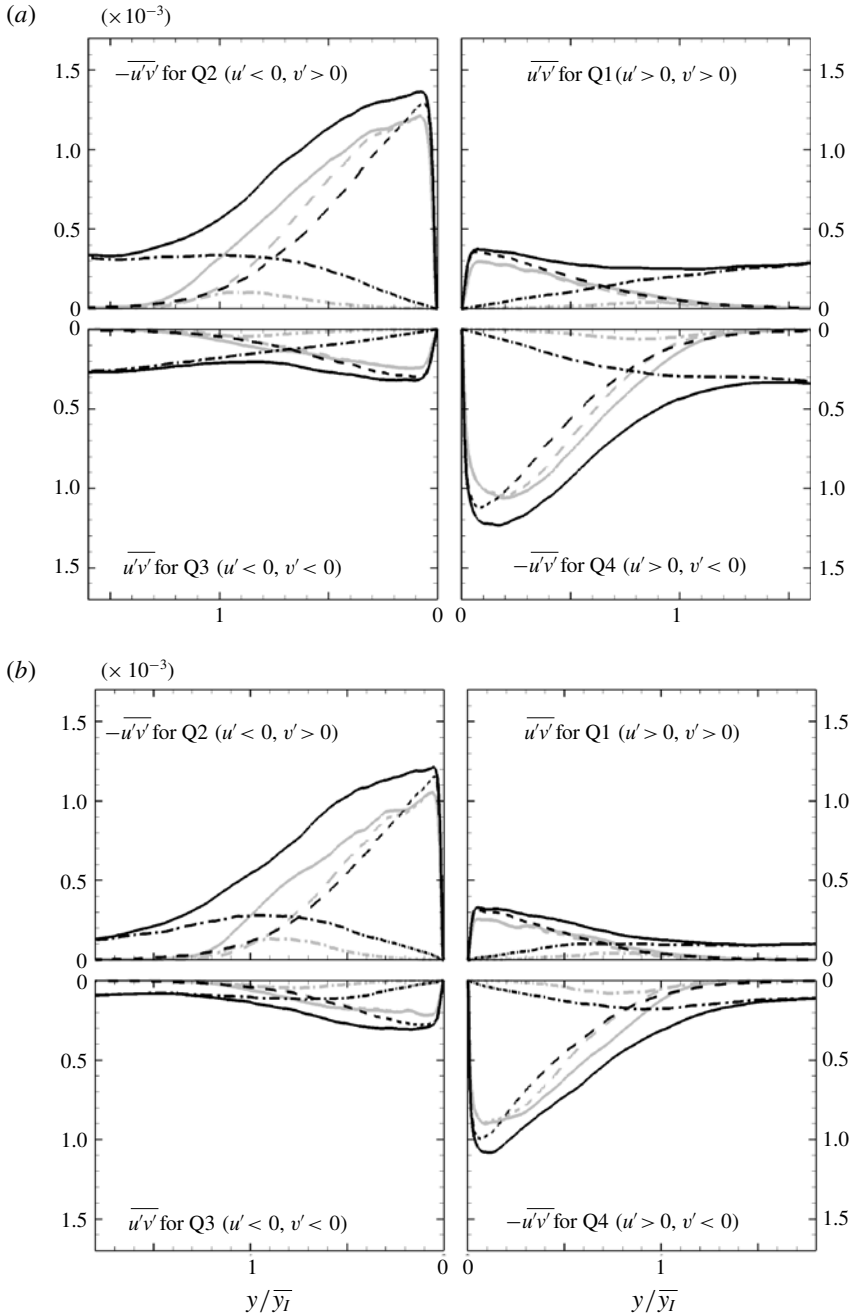 (a) (× 10⁻³)
−u′v′ for Q2 (u′ < 0, v′ > 0)
u′v′ for Q1 (u′ > 0, v′ > 0)
1.5 1.5
1.0 1.0
0.5 0.5
0 0
0 0
0.5 0.5
1.0 1.0
u′v′ for Q3 (u′ < 0, v′ < 0)
−u′v′ for Q4 (u′ > 0, v′ < 0)
1.5 1.5
1 0 0 1
(b) (× 10⁻³)
−u′v′ for Q2 (u′ < 0, v′ > 0)
u′v′ for Q1 (u′ > 0, v′ > 0)
1.5 1.5
1.0 1.0
0.5 0.5
0 0
0 0
0.5 0.5
1.0 1.0
u′v′ for Q3 (u′ < 0, v′ < 0)
−u′v′ for Q4 (u′ > 0, v′ < 0)
1.5 1.5
1 0 0 1
y/y̅_I y/y̅_I